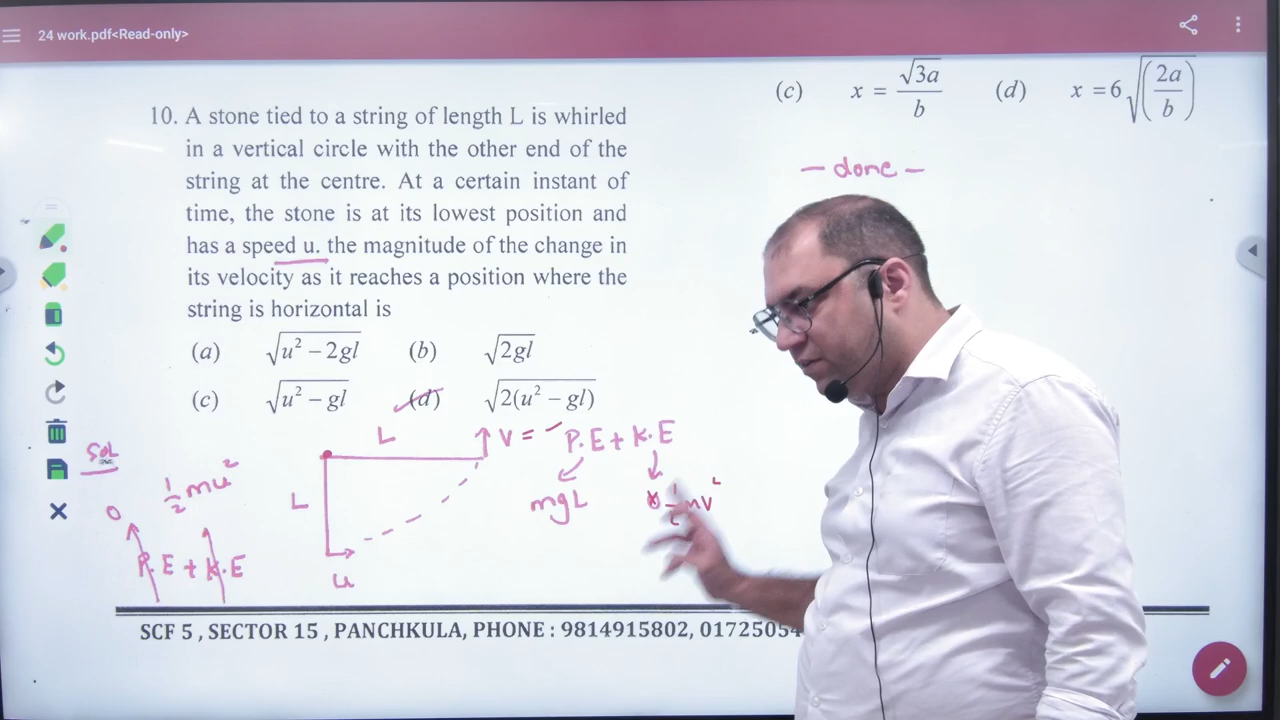 24 work.pdf<Read-only>
(c) x = √3a / b (d) x = 6 √(2a / b)
10. A stone tied to a string of length L is whirled
in a vertical circle with the other end of the
string at the centre. At a certain instant of
time, the stone is at its lowest position and
has a speed u. the magnitude of the change in
its velocity as it reaches a position where the
string is horizontal is
(a) √u² – 2gl (b) √2gl
(c) √u² – gl (d) √2(u² – gl)
– done –
L V = P.E + K.E
Sol
L mgL ½mv²
0 ½mu²
P.E + K.E
u
SCF 5 , SECTOR 15 , PANCHKULA, PHONE : 9814915802, 01725054